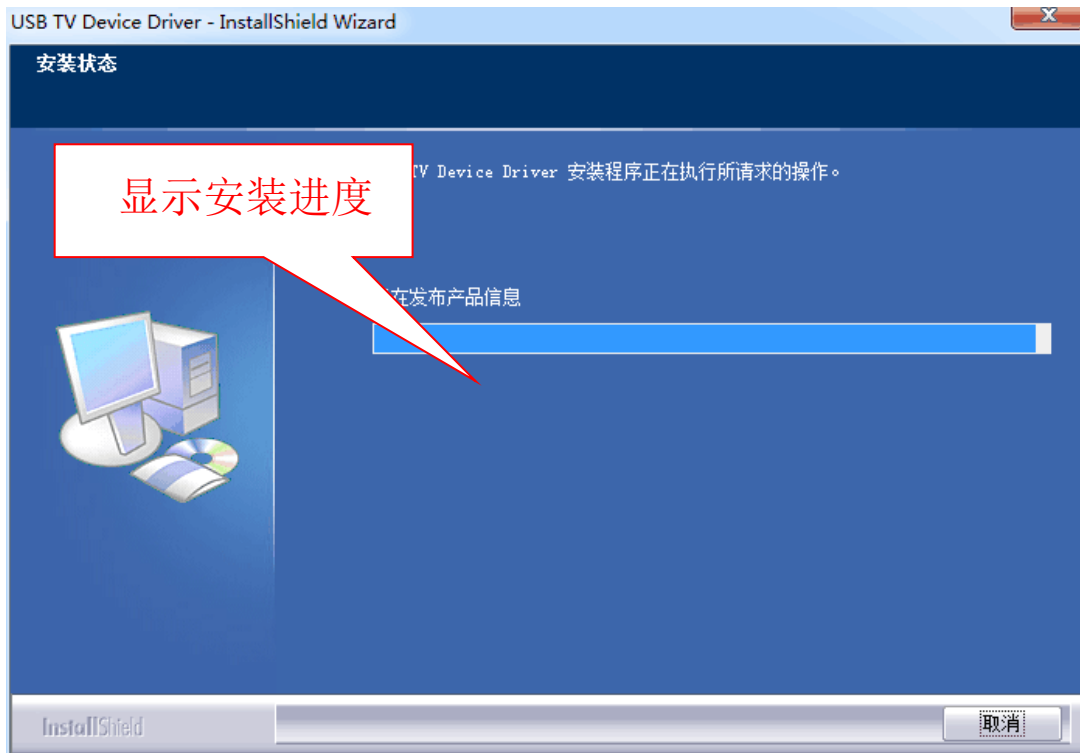 USB TV Device Driver - InstallShield Wizard
安装状态
TV Device Driver 安装程序正在执行所请求的操作。
显示安装进度
在发布产品信息
InstallShield
取消